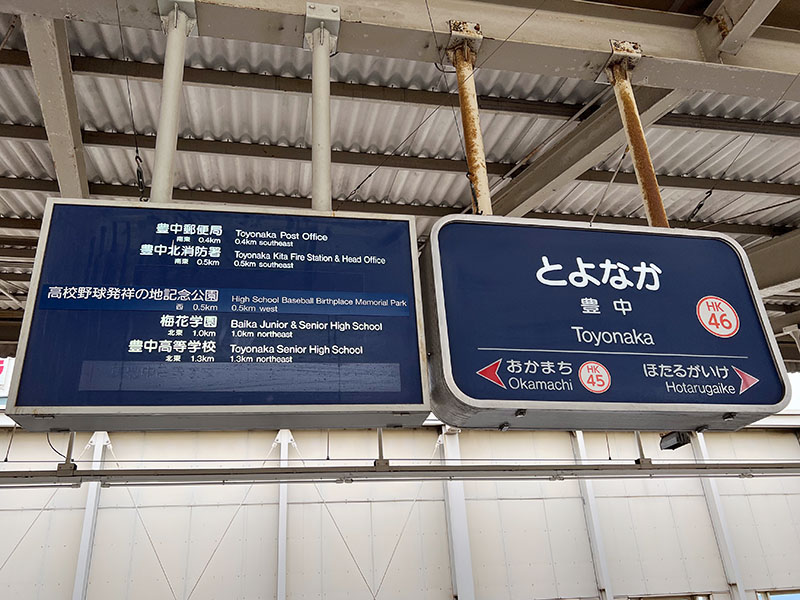 豊中郵便局 Toyonaka Post Office
南東 0.4km 0.4km southeast
豊中北消防署 Toyonaka Kita Fire Station & Head Office
南東 0.5km 0.5km southeast
高校野球発祥の地記念公園 High School Baseball Birthplace Memorial Park
西 0.5km 0.5km west
梅花学園 Baika Junior & Senior High School
北東 1.0km 1.0km northeast
豊中高等学校 Toyonaka Senior High School
北東 1.3km 1.3km northeast
とよなか
豊中
Toyonaka
HK
46
おかまち
Okamachi
HK
45
ほたるがいけ
Hotarugaike